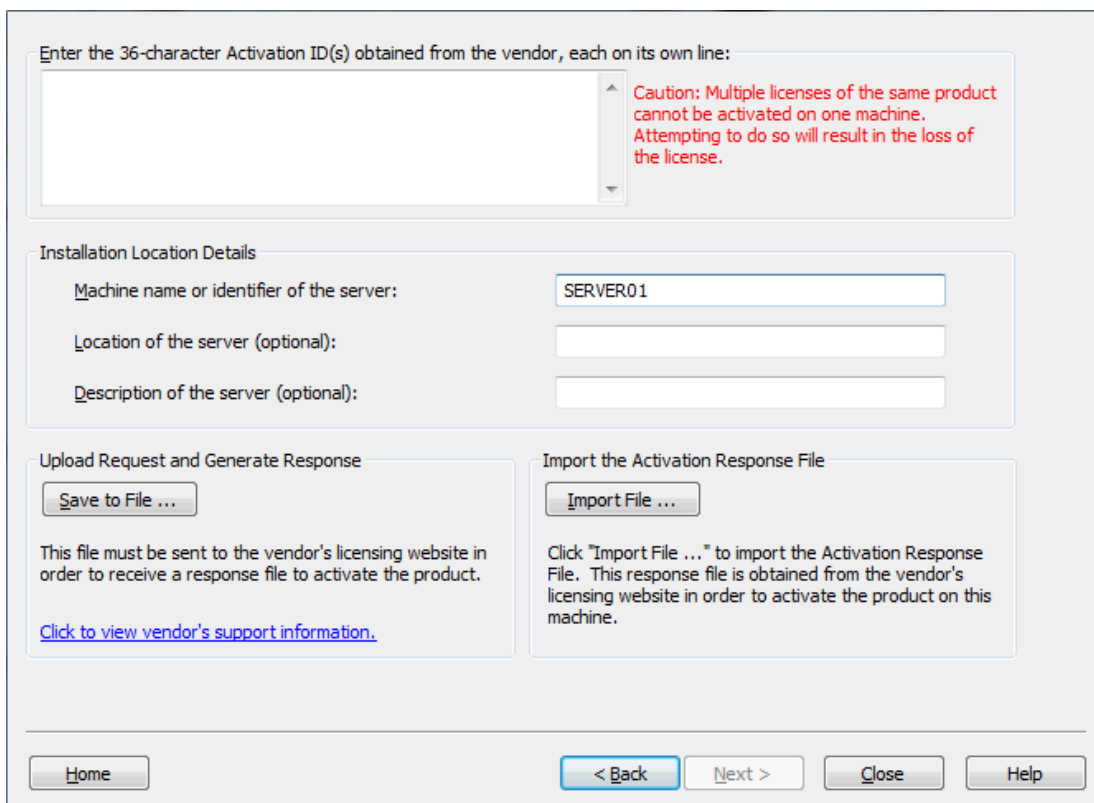 Enter the 36-character Activation ID(s) obtained from the vendor, each on its own line:
Caution: Multiple licenses of the same product
cannot be activated on one machine.
Attempting to do so will result in the loss of
the license.
Installation Location Details
Machine name or identifier of the server:
SERVER01
Location of the server (optional):
Description of the server (optional):
Upload Request and Generate Response
Save to File ...
This file must be sent to the vendor's licensing website in
order to receive a response file to activate the product.
Click to view vendor's support information.
Import the Activation Response File
Import File ...
Click "Import File ..." to import the Activation Response
File. This response file is obtained from the vendor's
licensing website in order to activate the product on this
machine.
Home
< Back
Next >
Close
Help